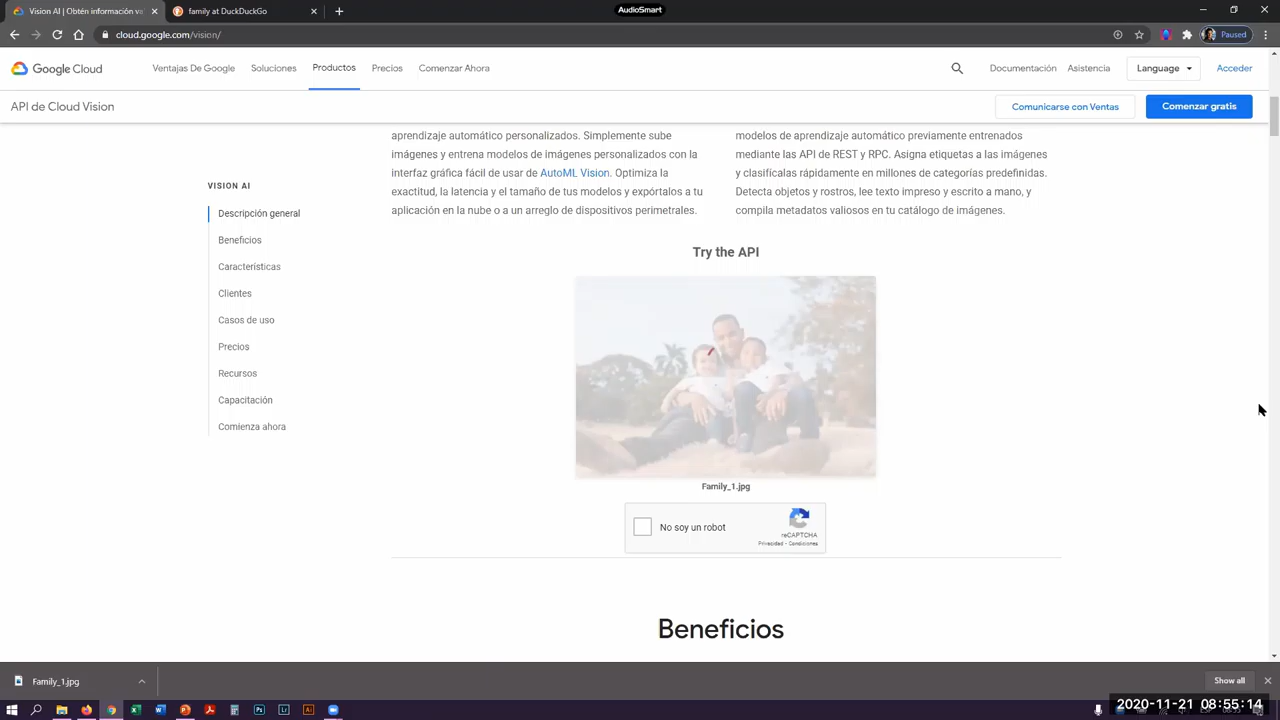 Vision AI | Obtén información va
family at DuckDuckGo
AudioSmart
cloud.google.com/vision/
Paused
Google Cloud
Ventajas De Google
Soluciones
Productos
Precios
Comenzar Ahora
Documentación
Asistencia
Language
Acceder
API de Cloud Vision
Comunicarse con Ventas
Comenzar gratis
VISION AI
Descripción general
Beneficios
Características
Clientes
Casos de uso
Precios
Recursos
Capacitación
Comienza ahora
aprendizaje automático personalizados. Simplemente sube
imágenes y entrena modelos de imágenes personalizados con la
interfaz gráfica fácil de usar de AutoML Vision. Optimiza la
exactitud, la latencia y el tamaño de tus modelos y expórtalos a tu
aplicación en la nube o a un arreglo de dispositivos perimetrales.
modelos de aprendizaje automático previamente entrenados
mediante las API de REST y RPC. Asigna etiquetas a las imágenes
y clasifícalas rápidamente en millones de categorías predefinidas.
Detecta objetos y rostros, lee texto impreso y escrito a mano, y
compila metadatos valiosos en tu catálogo de imágenes.
Try the API
Family_1.jpg
No soy un robot
reCAPTCHA
Privacidad - Condiciones
Beneficios
Family_1.jpg
Show all
2020-11-21 08:55:14